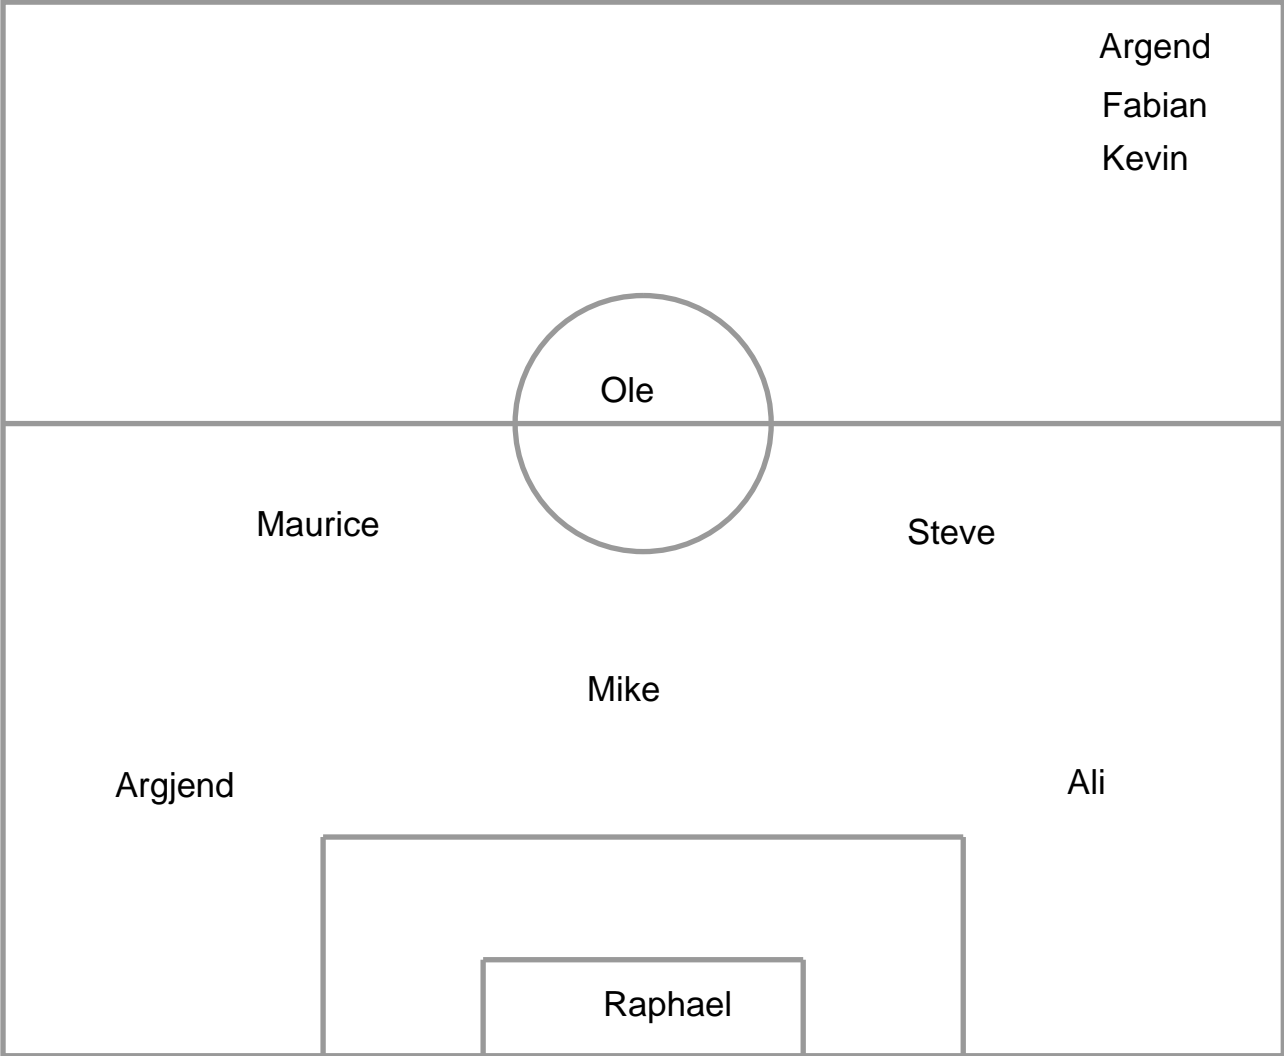 Argend
Fabian
Kevin
Ole
Maurice
Steve
Mike
Argjend
Ali
Raphael